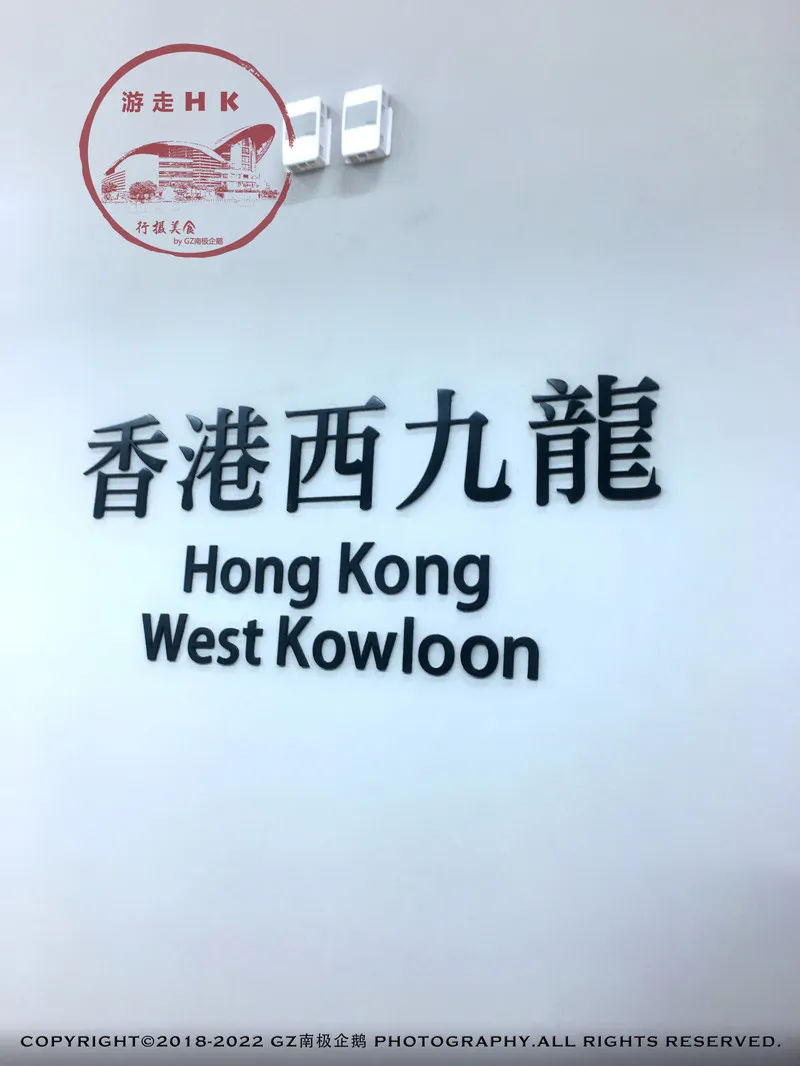 游走HK
行摄美食
by GZ南极企鹅
香港西九龍
Hong Kong
West Kowloon
COPYRIGHT©2018-2022 GZ南极企鹅 PHOTOGRAPHY.ALL RIGHTS RESERVED.